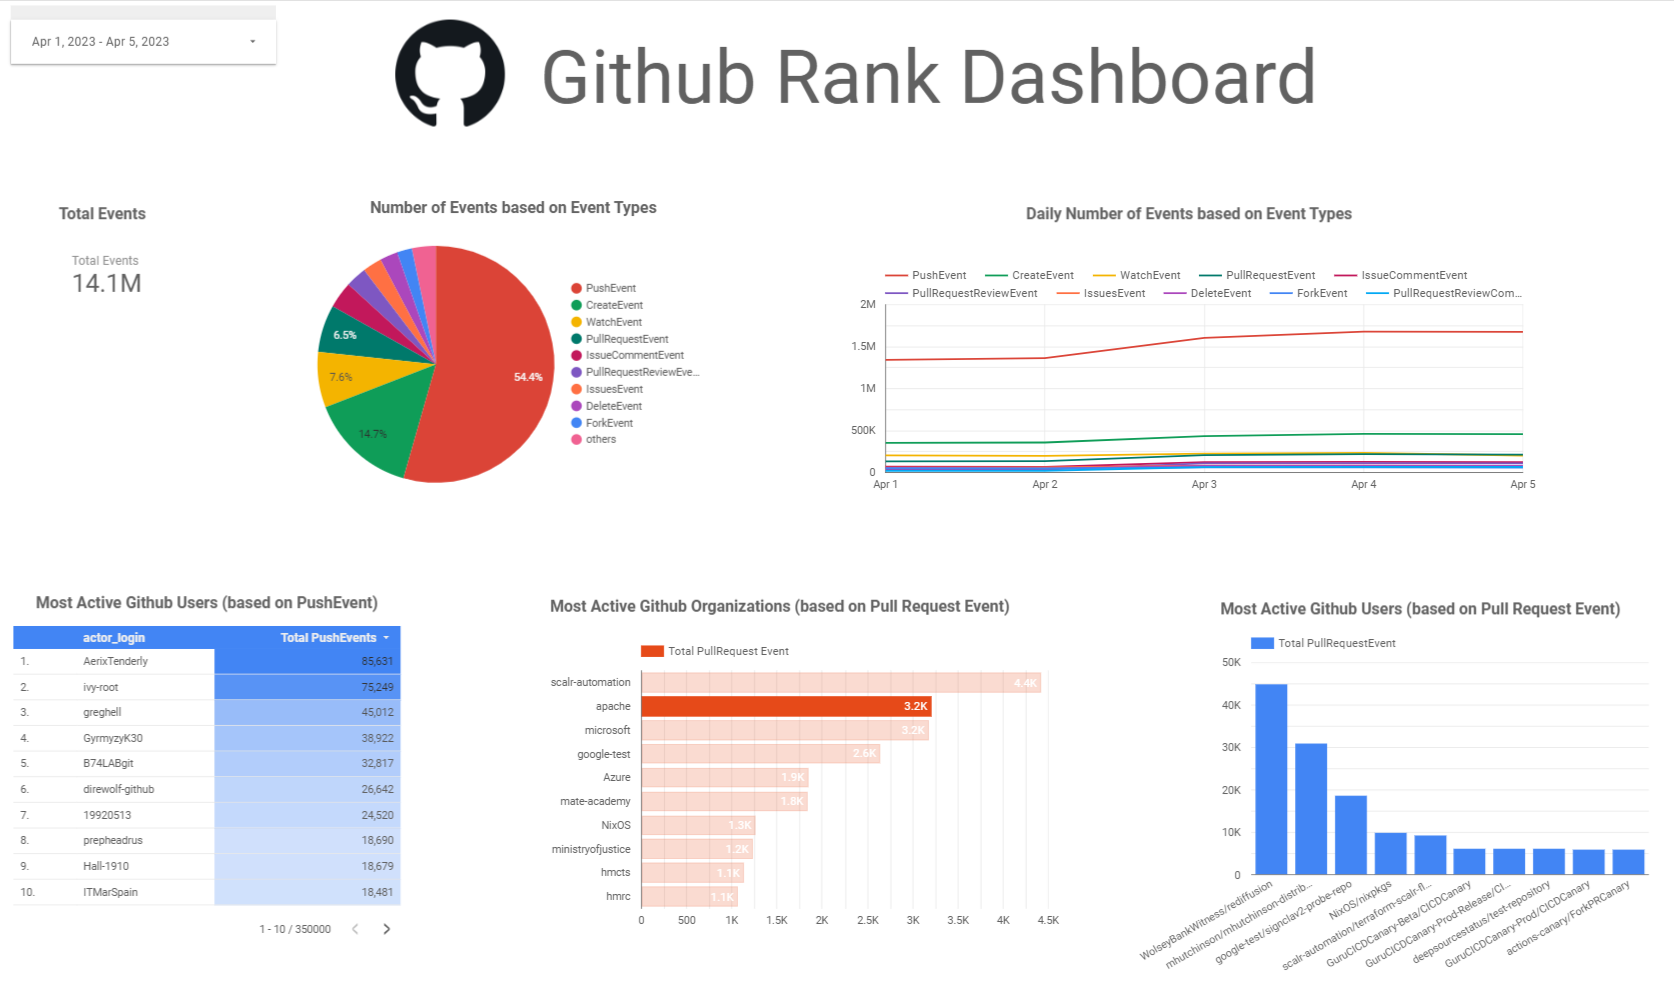 Apr 1, 2023 - Apr 5, 2023
Github Rank Dashboard
Total Events
Total Events
14.1M
Number of Events based on Event Types
54.4%
14.7%
7.6%
6.5%
PushEvent
CreateEvent
WatchEvent
PullRequestEvent
IssueCommentEvent
PullRequestReviewEve...
IssuesEvent
DeleteEvent
ForkEvent
others
Daily Number of Events based on Event Types
PushEvent CreateEvent WatchEvent PullRequestEvent IssueCommentEvent
PullRequestReviewEvent IssuesEvent DeleteEvent ForkEvent PullRequestReviewCom...
2M
1.5M
1M
500K
0
Apr 1 Apr 2 Apr 3 Apr 4 Apr 5
Most Active Github Users (based on PushEvent)
actor_login Total PushEvents
1. AerixTenderly 85,631
2. ivy-root 75,249
3. greghell 45,012
4. GyrmyzyK30 38,922
5. B74LABgit 32,817
6. direwolf-github 26,642
7. 19920513 24,520
8. prepheadrus 18,690
9. Hall-1910 18,679
10. ITMarSpain 18,481
1 - 10 / 350000
Most Active Github Organizations (based on Pull Request Event)
Total PullRequest Event
scalr-automation 4.4K
apache 3.2K
microsoft 3.2K
google-test 2.6K
Azure 1.9K
mate-academy 1.8K
NixOS 1.3K
ministryofjustice 1.2K
hmcts 1.1K
hmrc 1.1K
0 500 1K 1.5K 2K 2.5K 3K 3.5K 4K 4.5K
Most Active Github Users (based on Pull Request Event)
Total PullRequestEvent
50K
40K
30K
20K
10K
0
WolseyBankWitness/rediffusion
mhutchinson/mhutchinson-distrib...
google-test/signclav2-probe-repo
NixOS/nixpkgs
scalr-automation/terraform-scalr-fl...
GuruCICDCanary-Beta/CICDCanary
GuruCICDCanary-Prod-Release/CI...
deepsourcestatus/test-repository
GuruCICDCanary-Prod/CICDCanary
actions-canary/ForkPRCanary